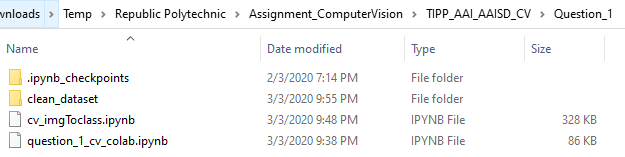 wnloads > Temp > Republic Polytechnic > Assignment_ComputerVision > TIPP_AAI_AAISD_CV > Question_1
Name Date modified Type Size
.ipynb_checkpoints 2/3/2020 7:14 PM File folder
clean_dataset 3/3/2020 9:55 PM File folder
cv_imgToclass.ipynb 3/3/2020 9:48 PM IPYNB File 328 KB
question_1_cv_colab.ipynb 3/3/2020 9:38 PM IPYNB File 86 KB